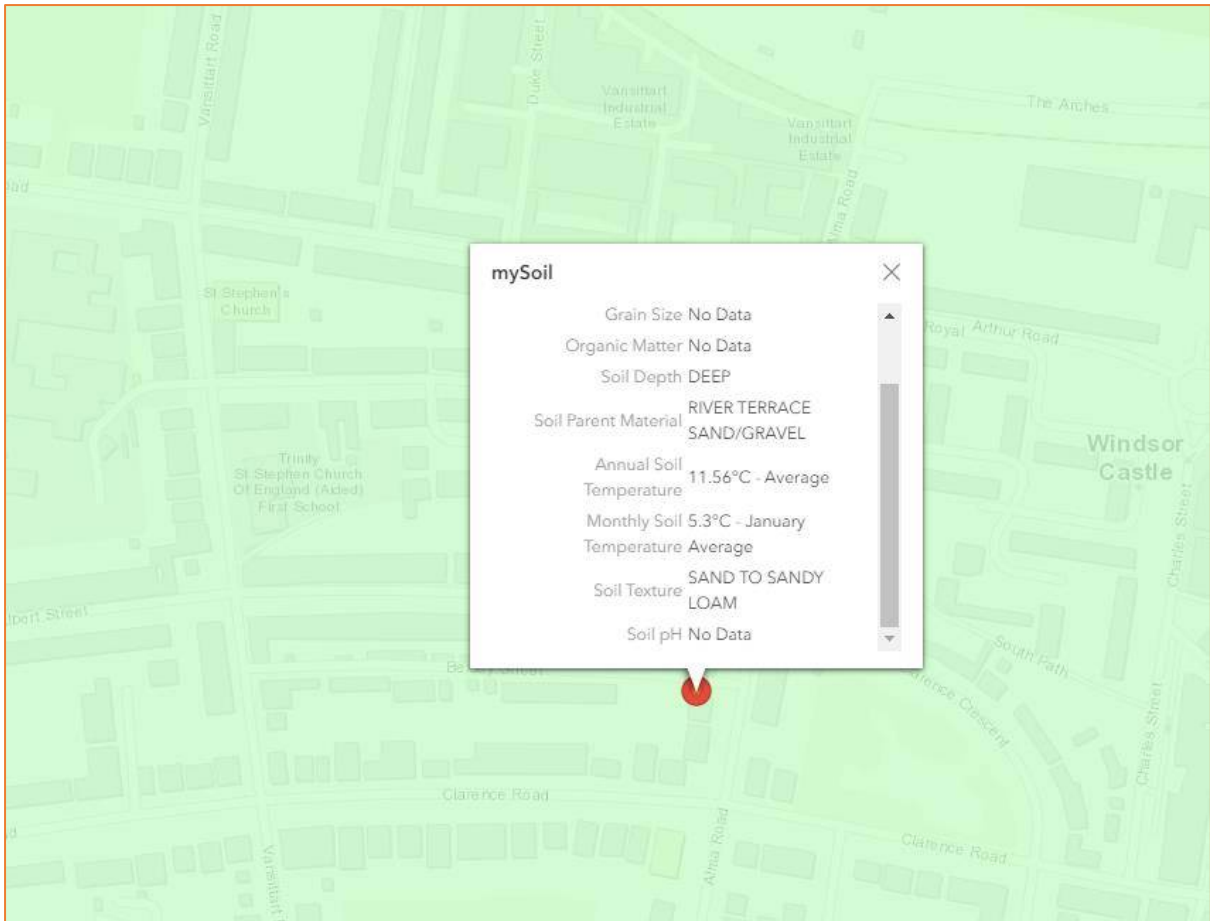 Vansittart Road
Duke Street
Vansittart
Industrial
Estate
Vansittart
Industrial
Estate
The Arches
oad
Alma Road
mySoil
Grain Size No Data
Organic Matter No Data
Soil Depth DEEP
Soil Parent Material RIVER TERRACE
SAND/GRAVEL
Annual Soil
Temperature 11.56°C - Average
Monthly Soil 5.3°C - January
Temperature Average
Soil Texture SAND TO SANDY
LOAM
Soil pH No Data
St Stephen's
Church
Royal Arthur Road
Windsor
Castle
Trinity
St Stephen Church
Of England (Aided)
First School
Charles Street
lbert Street
South Path
Clarence Crescent
Charles Street
Clarence Road
Clarence Road
Alma Road
Vansittart